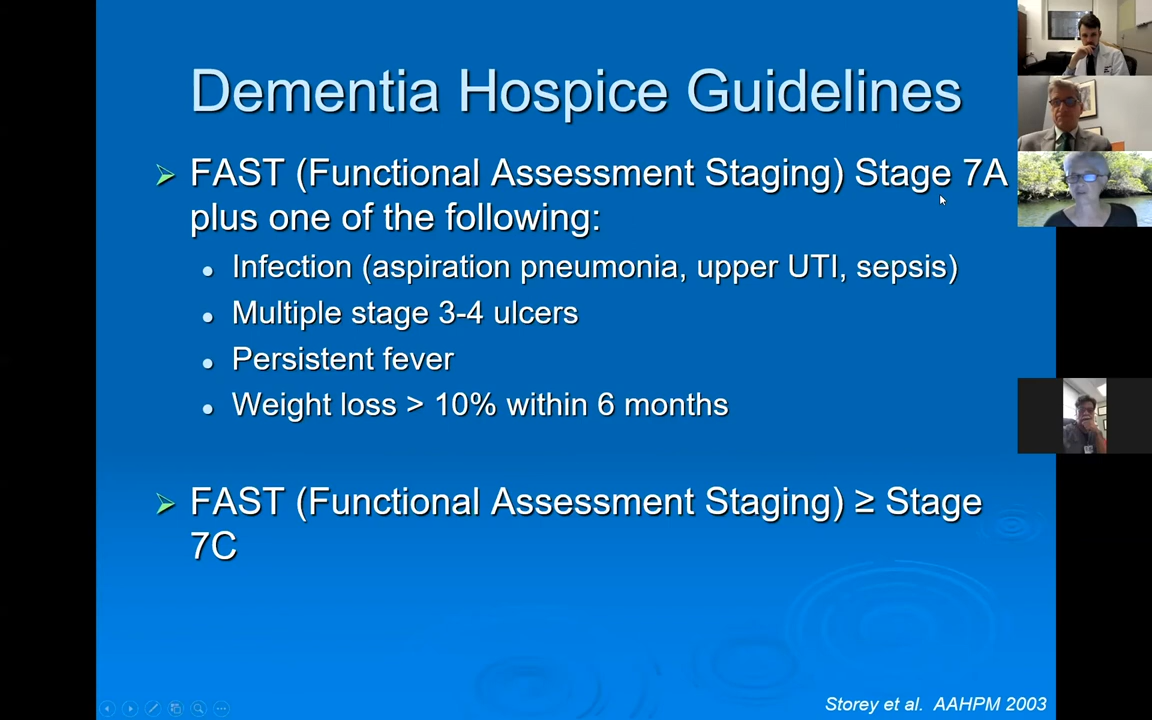 Dementia Hospice Guidelines
FAST (Functional Assessment Staging) Stage 7A
plus one of the following:
Infection (aspiration pneumonia, upper UTI, sepsis)
Multiple stage 3-4 ulcers
Persistent fever
Weight loss > 10% within 6 months
FAST (Functional Assessment Staging) ≥ Stage
7C
Storey et al. AAHPM 2003